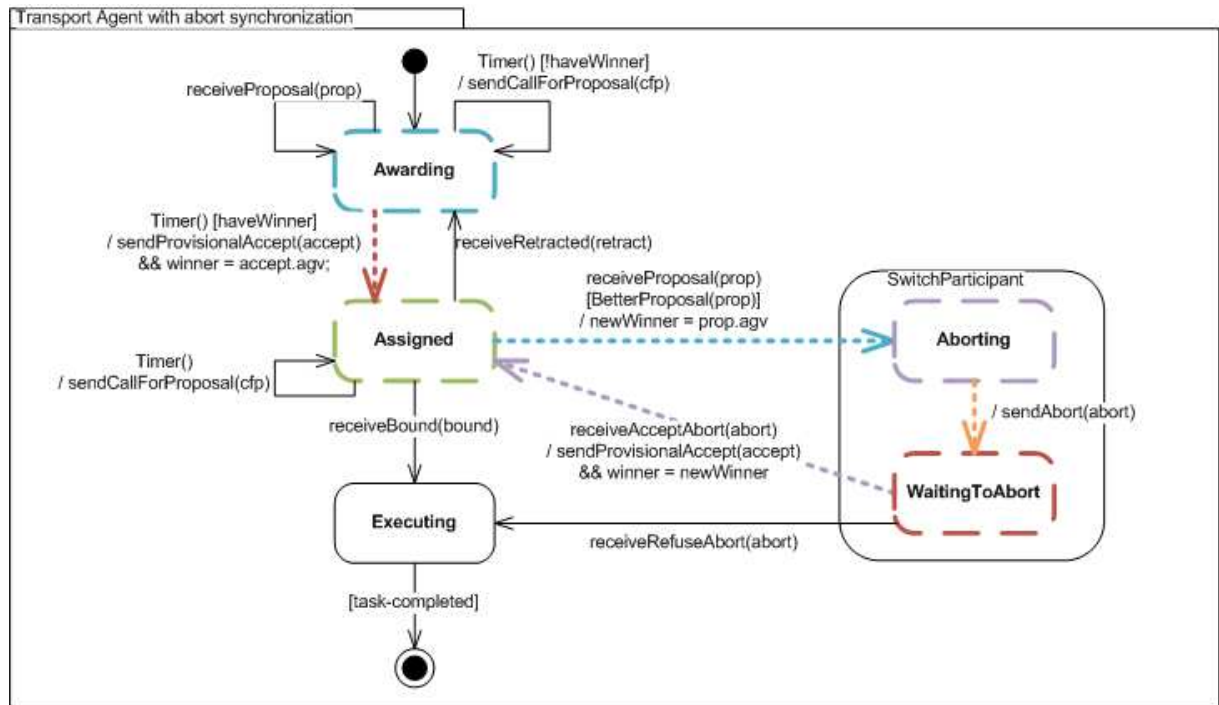 Transport Agent with abort synchronization
Timer() [!haveWinner]
/ sendCallForProposal(cfp)
receiveProposal(prop)
Awarding
Timer() [haveWinner]
/ sendProvisionalAccept(accept)
&& winner = accept.agv;
receiveRetracted(retract)
receiveProposal(prop)
[BetterProposal(prop)]
/ newWinner = prop.agv
SwitchParticipant
Assigned
Aborting
Timer()
/ sendCallForProposal(cfp)
/ sendAbort(abort)
receiveBound(bound)
receiveAcceptAbort(abort)
/ sendProvisionalAccept(accept)
&& winner = newWinner
WaitingToAbort
Executing
receiveRefuseAbort(abort)
[task-completed]